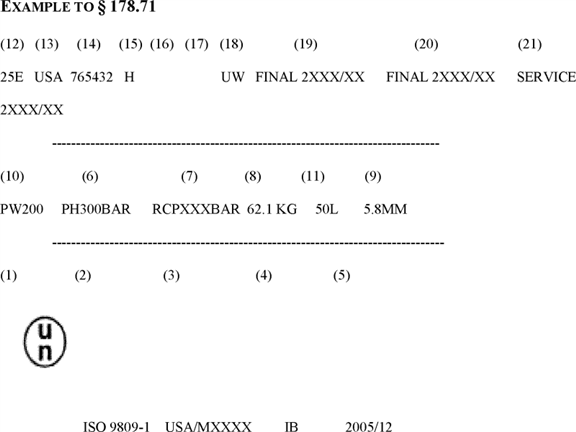 EXAMPLE TO § 178.71
(12) (13) (14) (15) (16) (17) (18) (19) (20) (21)
25E USA 765432 H UW FINAL 2XXX/XX FINAL 2XXX/XX SERVICE
2XXX/XX
--------------------------------------------------------------------------------
(10) (6) (7) (8) (11) (9)
PW200 PH300BAR RCPXXXBAR 62.1 KG 50L 5.8MM
---------------------------------------------------------------------------------
(1) (2) (3) (4) (5)
u
n
ISO 9809-1 USA/MXXXX IB 2005/12